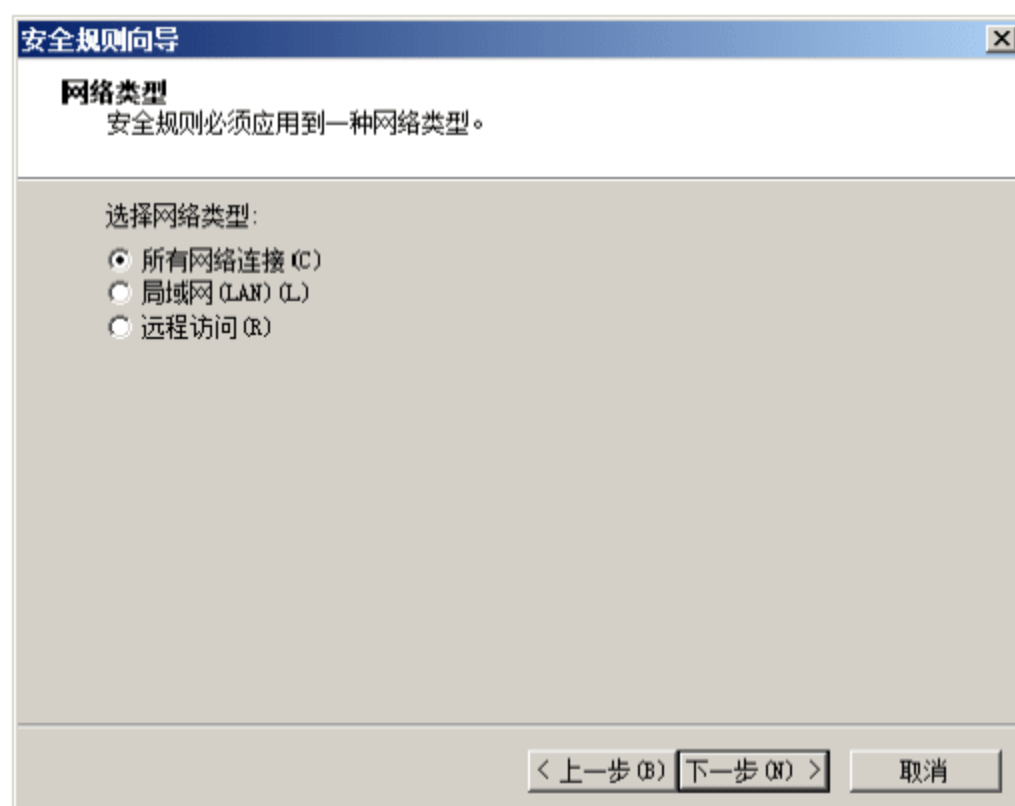 安全规则向导
网络类型
安全规则必须应用到一种网络类型。
选择网络类型:
所有网络连接(C)
局域网(LAN)(L)
远程访问(R)
< 上一步(B) 下一步(N) > 取消